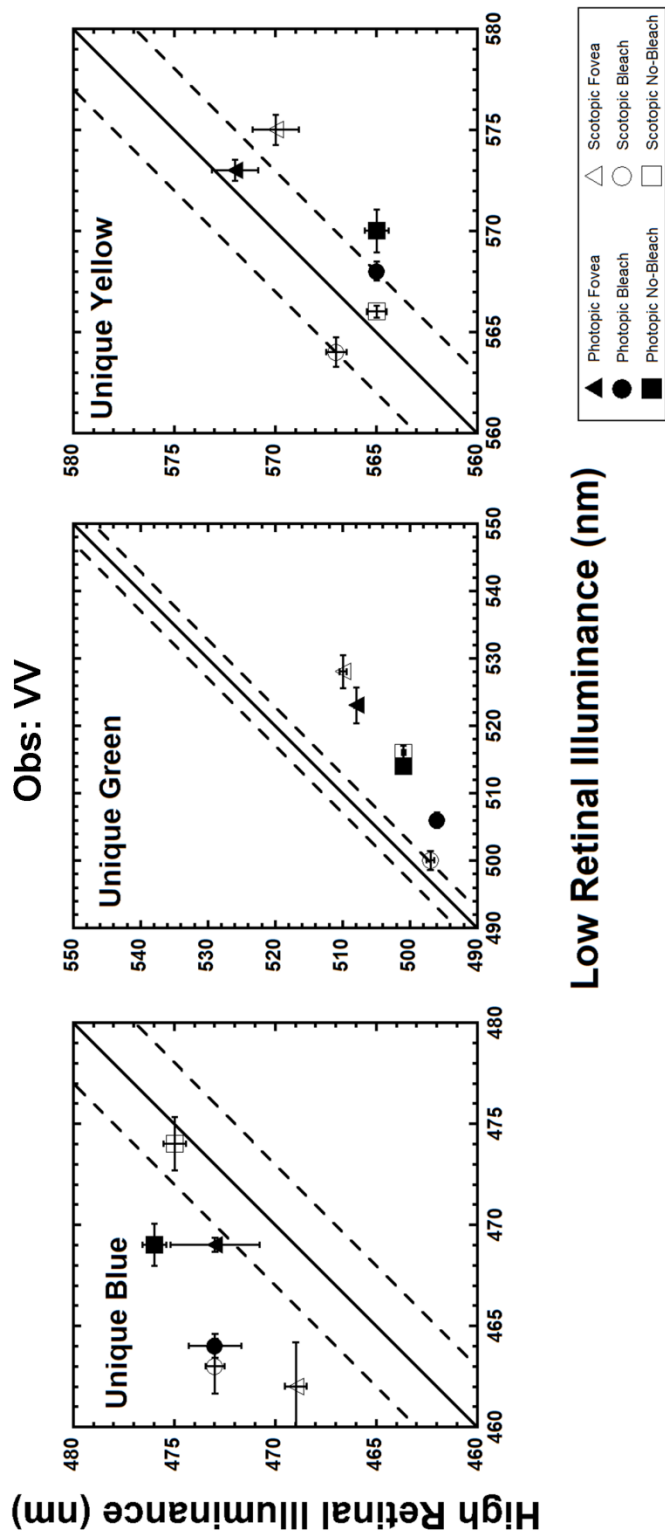 Obs: VV
High Retinal Illuminance (nm)
Unique Blue
480
475
470
465
460
460 465 470 475 480
Unique Green
550
540
530
520
510
500
490
490 500 510 520 530 540 550
Unique Yellow
580
575
570
565
560
560 565 570 575 580
Low Retinal Illuminance (nm)
Photopic Fovea Scotopic Fovea
Photopic Bleach Scotopic Bleach
Photopic No-Bleach Scotopic No-Bleach